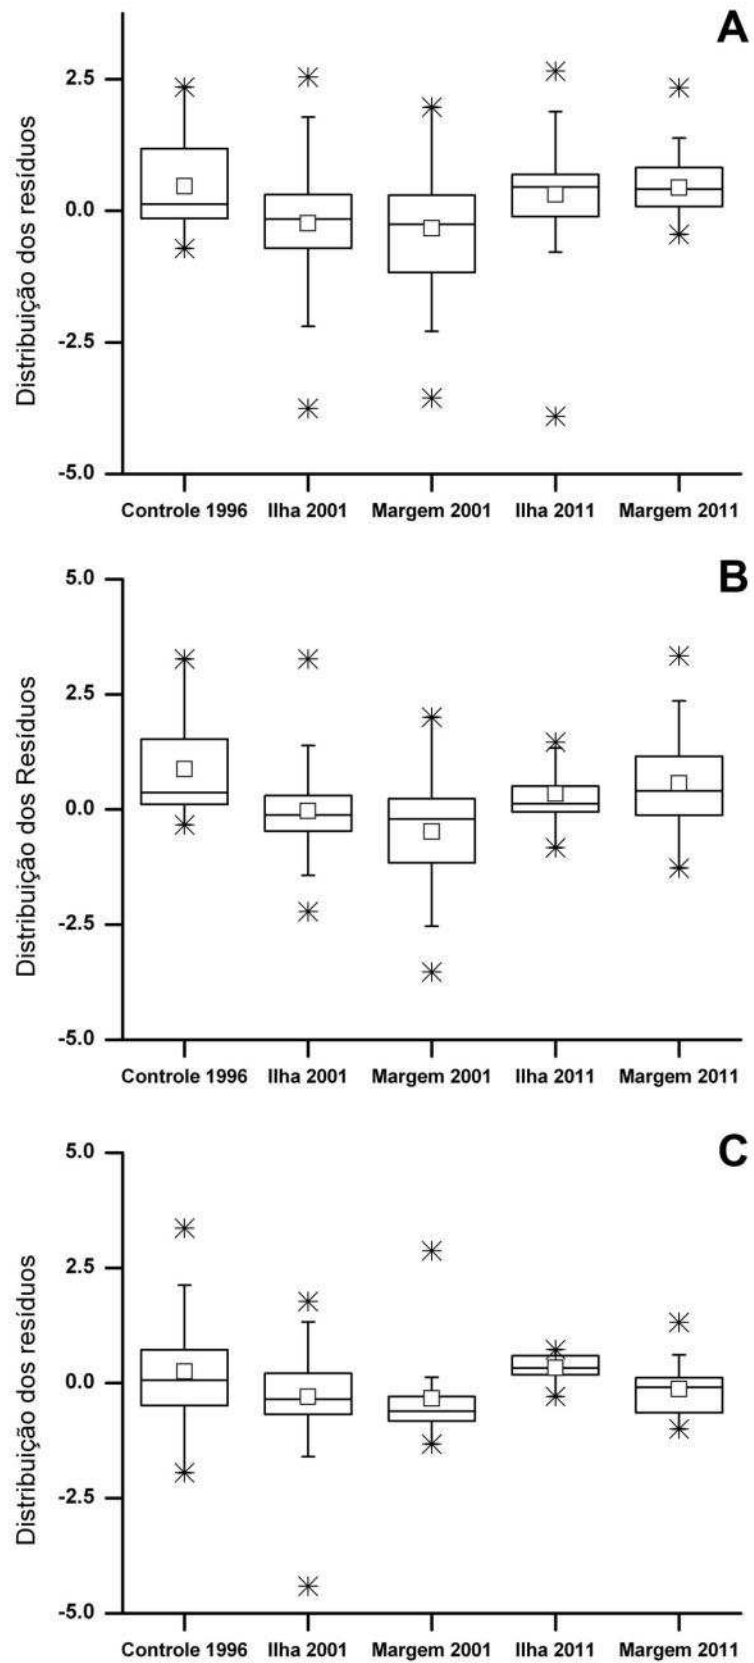 A
Distribuição dos resíduos
2.5
0.0
-2.5
-5.0
Controle 1996 Ilha 2001 Margem 2001 Ilha 2011 Margem 2011
B
Distribuição dos Resíduos
5.0
2.5
0.0
-2.5
-5.0
Controle 1996 Ilha 2001 Margem 2001 Ilha 2011 Margem 2011
C
Distribuição dos resíduos
5.0
2.5
0.0
-2.5
-5.0
Controle 1996 Ilha 2001 Margem 2001 Ilha 2011 Margem 2011